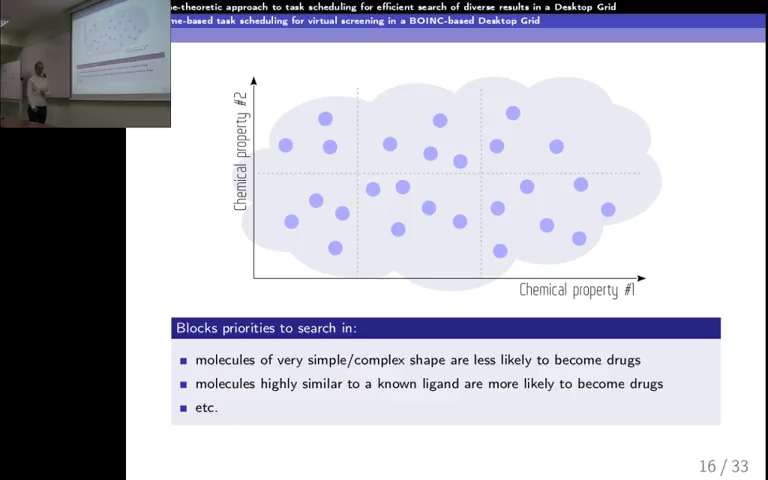 me-theoretic approach to task scheduling for efficient search of diverse results in a Desktop Grid
me-based task scheduling for virtual screening in a BOINC-based Desktop Grid
Chemical property #2
Chemical property #1
Blocks priorities to search in:
molecules of very simple/complex shape are less likely to become drugs
molecules highly similar to a known ligand are more likely to become drugs
etc.
16 / 33